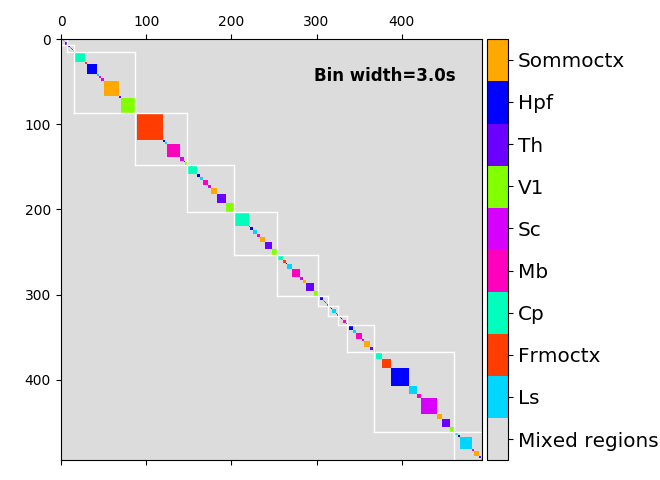 0 100 200 300 400
0
100
200
300
400
Bin width=3.0s
Sommoctx
Hpf
Th
V1
Sc
Mb
Cp
Frmoctx
Ls
Mixed regions